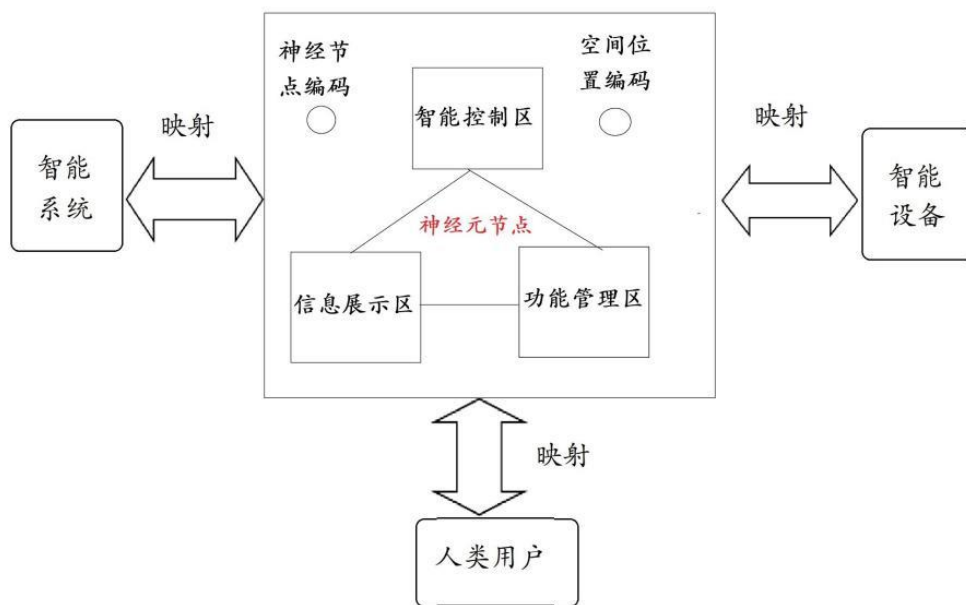 神经节
点编码
空间位
置编码
智能控制区
映射
映射
智能
系统
智能
设备
神经元节点
信息展示区
功能管理区
映射
人类用户